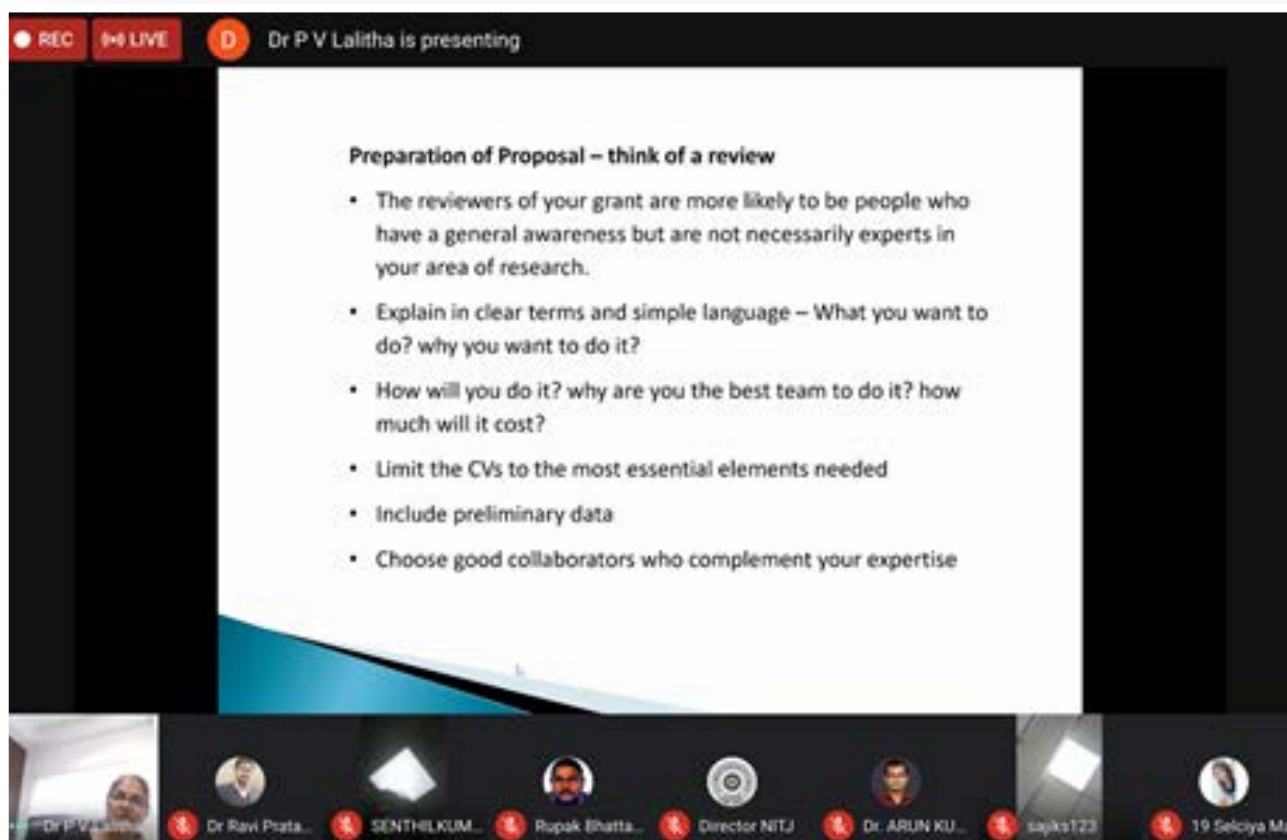 REC LIVE D Dr P V Lalitha is presenting
Preparation of Proposal – think of a review
• The reviewers of your grant are more likely to be people who
have a general awareness but are not necessarily experts in
your area of research.
• Explain in clear terms and simple language – What you want to
do? why you want to do it?
• How will you do it? why are you the best team to do it? how
much will it cost?
• Limit the CVs to the most essential elements needed
• Include preliminary data
• Choose good collaborators who complement your expertise
Dr P V Lalitha Dr Ravi Prata... SENTHILKUM... Rupak Bhatta... Director NITJ Dr. ARUN KU... sajiks123 19 Selciya M